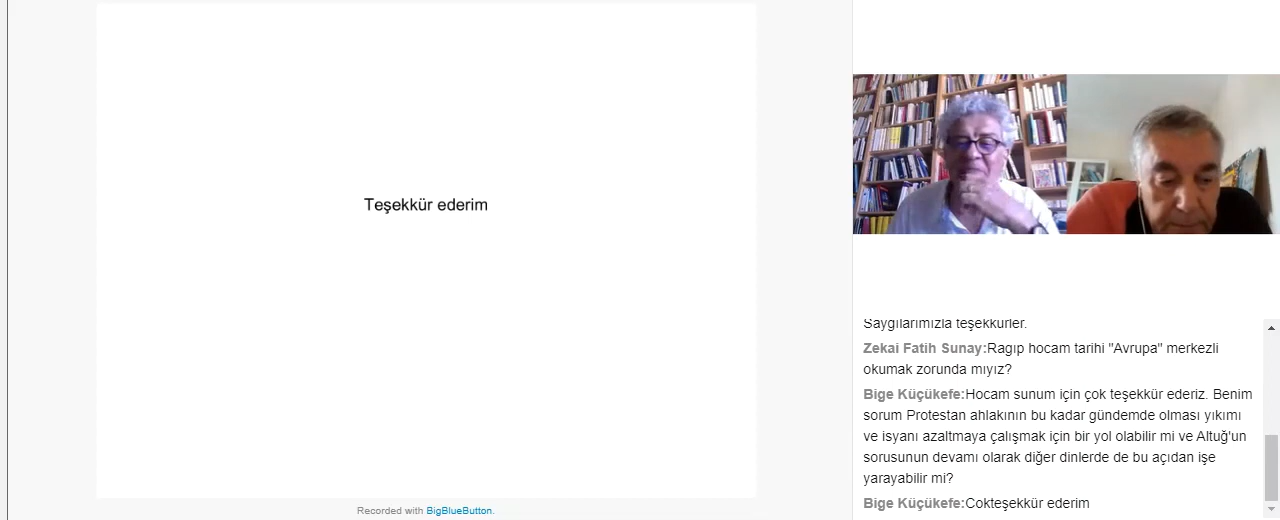 Teşekkür ederim
Recorded with BigBlueButton.
Saygılarımızla teşekkürler.
Zekai Fatih Sunay:Ragıp hocam tarihi "Avrupa" merkezli
okumak zorunda mıyız?
Bige Küçükefe:Hocam sunum için çok teşekkür ederiz. Benim
sorum Protestan ahlakının bu kadar gündemde olması yıkımı
ve isyanı azaltmaya çalışmak için bir yol olabilir mi ve Altuğ'un
sorusunun devamı olarak diğer dinlerde de bu açıdan işe
yarayabilir mi?
Bige Küçükefe:Cokteşekkür ederim